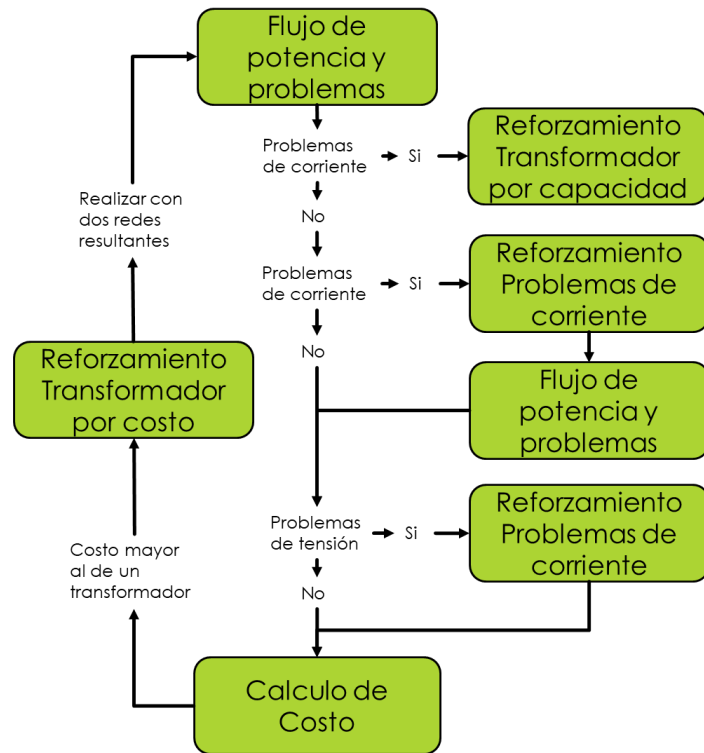 Flujo de
potencia y
problemas
Problemas
de corriente
Si
Reforzamiento
Transformador
por capacidad
No
Realizar con
dos redes
resultantes
Problemas
de corriente
Si
Reforzamiento
Problemas de
corriente
No
Reforzamiento
Transformador
por costo
Flujo de
potencia y
problemas
Problemas
de tensión
Si
Reforzamiento
Problemas de
corriente
Costo mayor
al de un
transformador
No
Calculo de
Costo